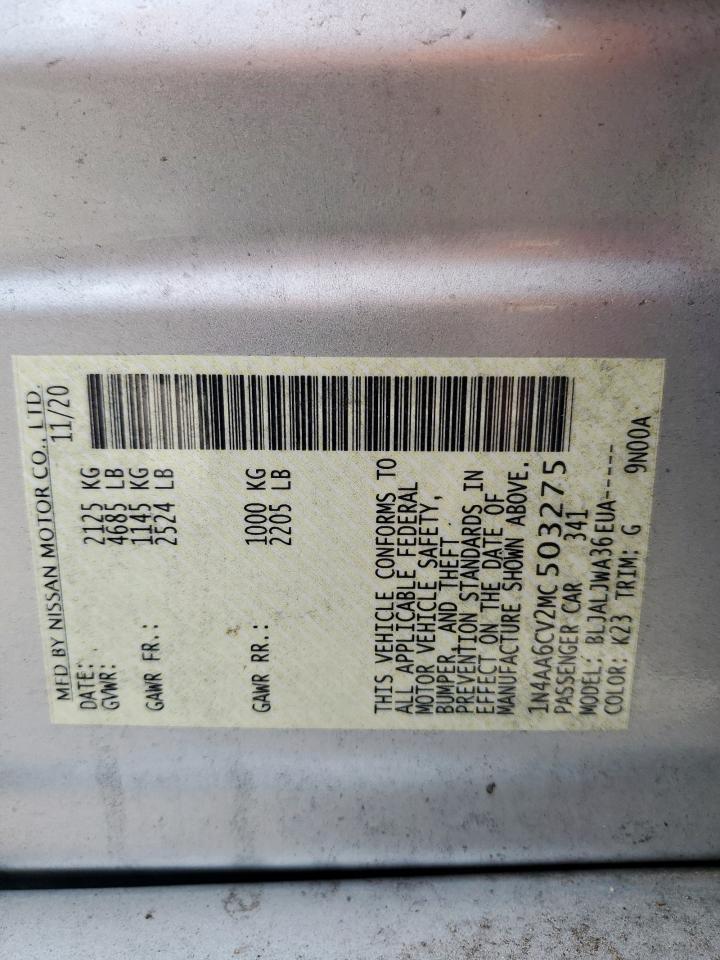 MFD BY NISSAN MOTOR CO., LTD.
DATE: 11/20
GVWR: 2125 KG
4685 LB
GAWR FR.: 1145 KG
2524 LB
GAWR RR.: 1000 KG
2205 LB
THIS VEHICLE CONFORMS TO
ALL APPLICABLE FEDERAL
MOTOR VEHICLE SAFETY,
BUMPER, AND THEFT
PREVENTION STANDARDS IN
EFFECT ON THE DATE OF
MANUFACTURE SHOWN ABOVE.
1N4AA6CV2MC503275
PASSENGER CAR 341
MODEL: BLJALJWA36EUA-----
COLOR: K23 TRIM: G 9N00A